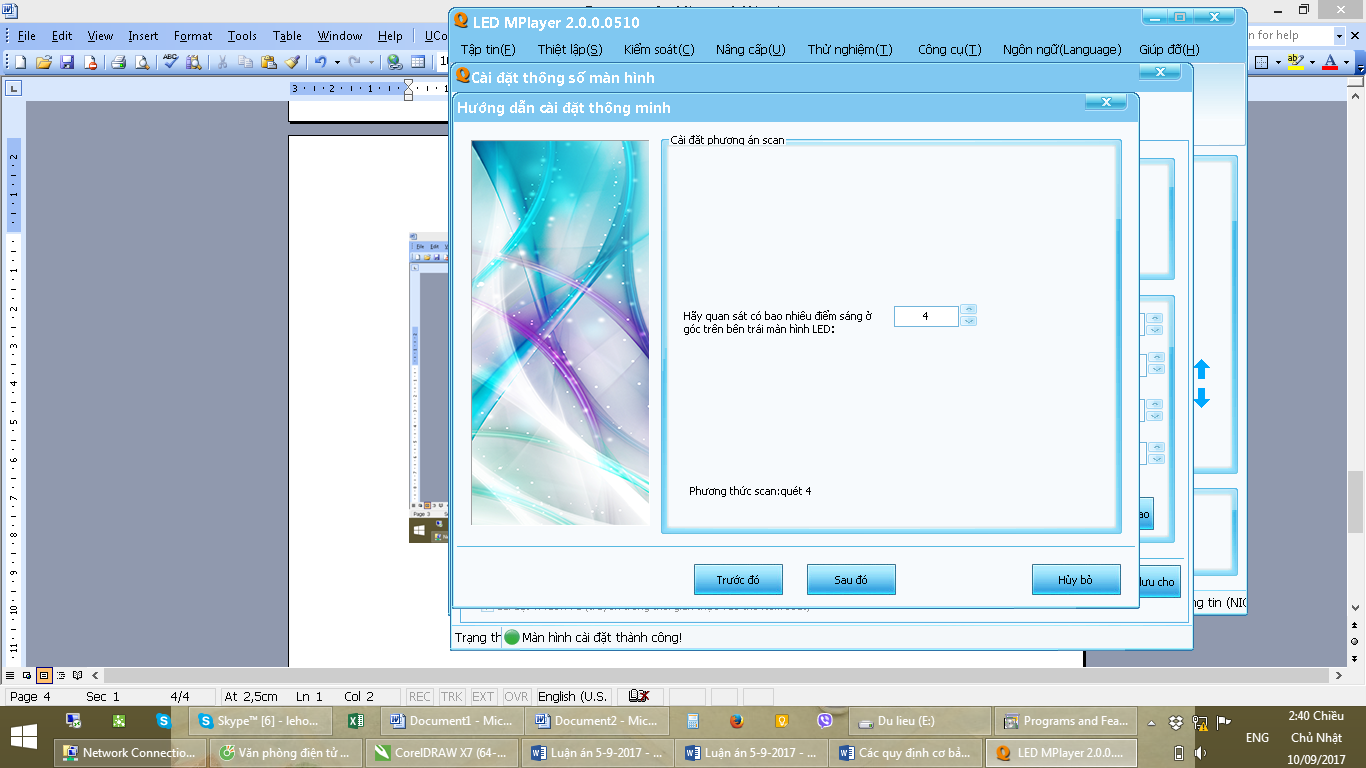 LED MPlayer 2.0.0.0510
File Edit View Insert Format Tools Table Window Help
Tập tin(F) Thiệt lập(S) Kiểm soát(C) Nâng cấp(U) Thử nghiệm(T) Công cụ(T) Ngôn ngữ(Language) Giúp đỡ(H)
Cài đặt thông số màn hình
Hướng dẫn cài đặt thông minh
Cài đăt phương án scan
Hãy quan sát có bao nhiêu điểm sáng ở
góc trên bên trái màn hình LED:
4
Phương thức scan:quét 4
Trước đó
Sau đó
Hủy bỏ
lưu cho
Màn hình cài đặt thành công!
Page 4 Sec 1 4/4 At 2,5cm Ln 1 Col 2 REC TRK EXT OVR English (U.S.
Skype™ [6] - leho...
Document1 - Mic...
Document2 - Mic...
Du lieu (E:)
Programs and Fea...
Network Connectio...
Văn phòng điện tử ...
CorelDRAW X7 (64-...
Luận án 5-9-2017 - ...
Luận án 5-9-2017 - ...
Các quy định cơ bả...
LED MPlayer 2.0.0....
ENG
2:40 Chiều
Chủ Nhật
10/09/2017